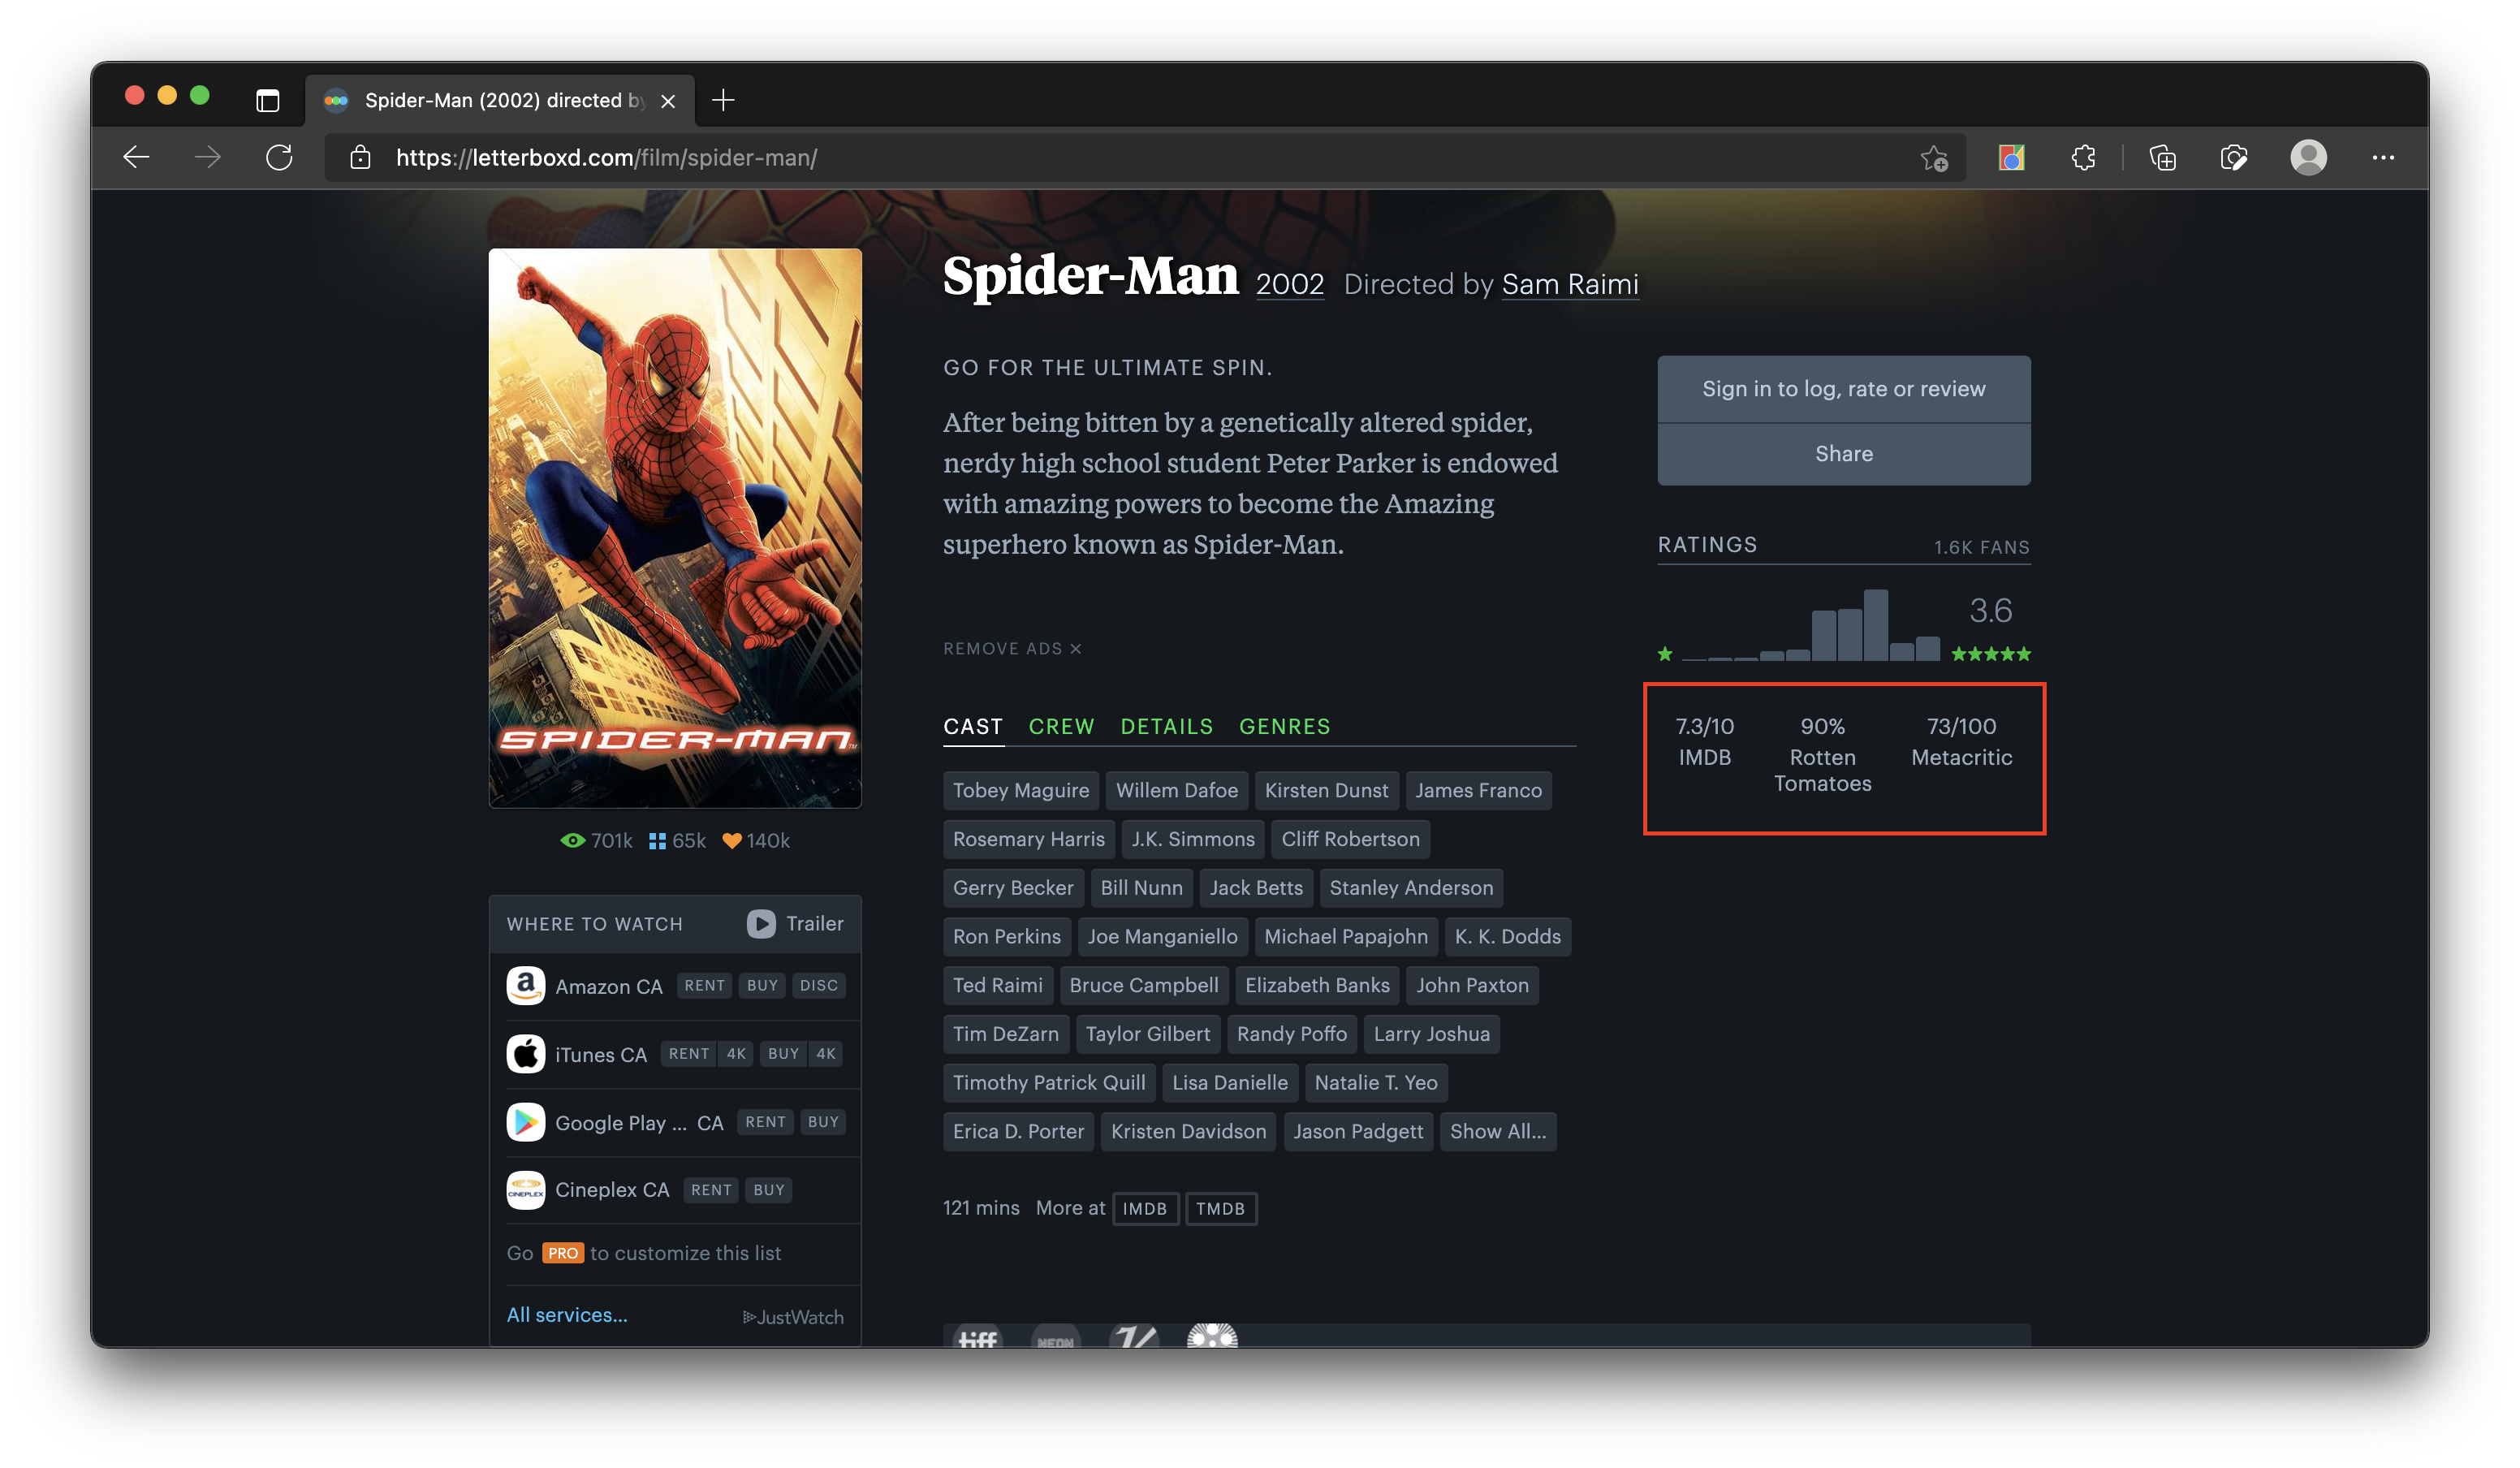 Spider-Man (2002) directed by
https://letterboxd.com/film/spider-man/
Spider-Man 2002 Directed by Sam Raimi
GO FOR THE ULTIMATE SPIN.
After being bitten by a genetically altered spider,
nerdy high school student Peter Parker is endowed
with amazing powers to become the Amazing
superhero known as Spider-Man.
REMOVE ADS ×
SPIDER-MAN™
701k 65k 140k
WHERE TO WATCH Trailer
Amazon CA RENT BUY DISC
iTunes CA RENT 4K BUY 4K
Google Play ... CA RENT BUY
CINEPLEX Cineplex CA RENT BUY
Go PRO to customize this list
All services... JustWatch
CAST CREW DETAILS GENRES
Tobey Maguire Willem Dafoe Kirsten Dunst James Franco
Rosemary Harris J.K. Simmons Cliff Robertson
Gerry Becker Bill Nunn Jack Betts Stanley Anderson
Ron Perkins Joe Manganiello Michael Papajohn K. K. Dodds
Ted Raimi Bruce Campbell Elizabeth Banks John Paxton
Tim DeZarn Taylor Gilbert Randy Poffo Larry Joshua
Timothy Patrick Quill Lisa Danielle Natalie T. Yeo
Erica D. Porter Kristen Davidson Jason Padgett Show All...
121 mins More at IMDB TMDB
tiff NEON
Sign in to log, rate or review
Share
RATINGS 1.6K FANS
3.6
7.3/10 90% 73/100
IMDB Rotten Metacritic
Tomatoes